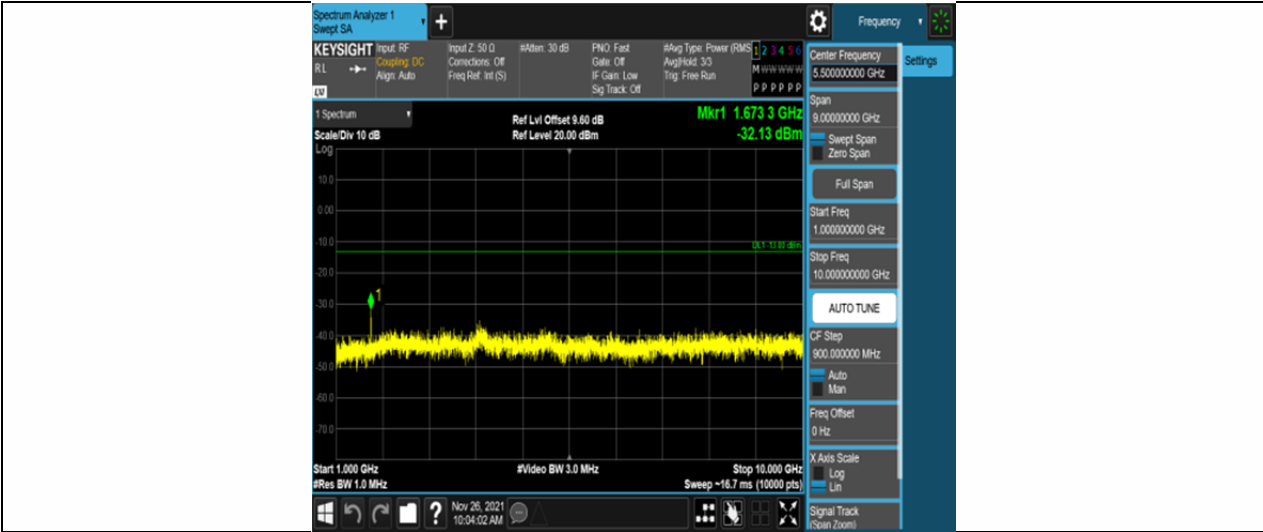 Spectrum Analyzer 1
Swept SA
+
Frequency
KEYSIGHT
RL
LV
Input: RF
Coupling: DC
Align: Auto
Input Z: 50 Ω
Corrections: Off
Freq Ref: Int (S)
#Atten: 30 dB
PNO: Fast
Gate: Off
IF Gain: Low
Sig Track: Off
#Avg Type: Power (RMS
Avg|Hold: 3/3
Trig: Free Run
1 2 3 4 5 6
M W W W W W
P P P P P P
1 Spectrum
Scale/Div 10 dB
Log
Ref Lvl Offset 9.60 dB
Ref Level 20.00 dBm
Mkr1 1.673 3 GHz
-32.13 dBm
10.0
0.00
-10.0
-20.0
-30.0
-40.0
-50.0
-60.0
-70.0
DL1 -13.00 dBm
1
Start 1.000 GHz
#Res BW 1.0 MHz
#Video BW 3.0 MHz
Stop 10.000 GHz
Sweep ~16.7 ms (10000 pts)
Center Frequency
5.500000000 GHz
Span
9.00000000 GHz
Swept Span
Zero Span
Full Span
Start Freq
1.000000000 GHz
Stop Freq
10.000000000 GHz
AUTO TUNE
CF Step
900.000000 MHz
Auto
Man
Freq Offset
0 Hz
X Axis Scale
Log
Lin
Signal Track
(Span Zoom)
Settings
?
Nov 26, 2021
10:04:02 AM